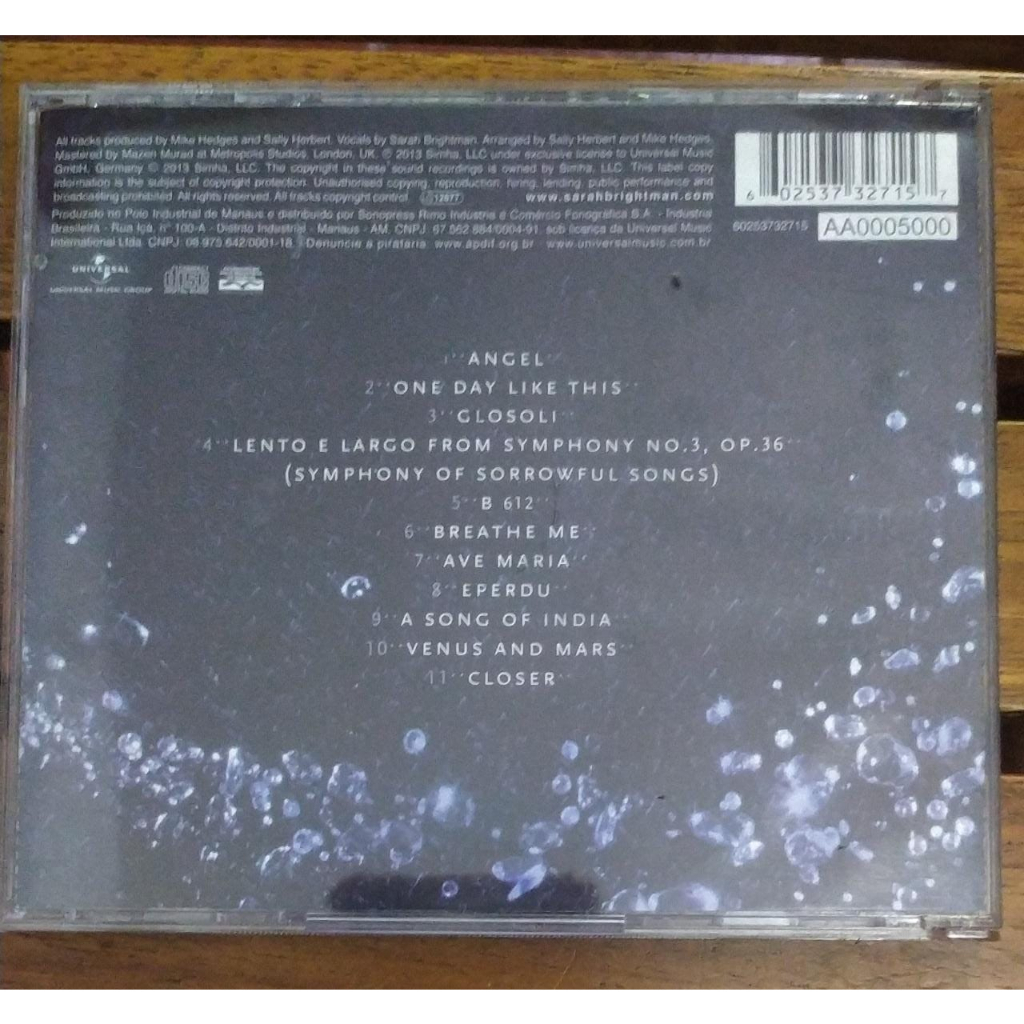 All tracks produced by Mike Hedges and Sally Herbert. Vocals by Sarah Brightman. Arranged by Sally Herbert and Mike Hedges.
Mastered by Mazen Murad at Metropolis Studios, London, UK. ℗ 2013 Simha, LLC under exclusive license to Universal Music
GmbH, Germany © 2013 Simha, LLC. The copyright in these sound recordings is owned by Simha, LLC. This label copy
information is the subject of copyright protection. Unauthorised copying, reproduction, hiring, lending, public performance and
broadcasting prohibited. All rights reserved. All tracks copyright control. www.sarahbrightman.com
Produzido no Polo Industrial de Manaus e distribuído por Sonopress Rimo Indústria e Comércio Fonográfica S.A. - Indústria
Brasileira - Rua Içá, n° 100-A - Distrito Industrial - Manaus - AM. CNPJ 67.562.884/0004-91, sob licença da Universal Music
International Ltda. CNPJ 06.975.642/0001-18. Denuncie a pirataria: www.apdif.org.br www.universalmusic.com.br
6 02537 32715 7
60253732715 AA0005000
UNIVERSAL
UNIVERSAL MUSIC GROUP
1 ANGEL
2 ONE DAY LIKE THIS
3 GLOSOLI
4 LENTO E LARGO FROM SYMPHONY NO.3, OP.36
(SYMPHONY OF SORROWFUL SONGS)
5 B 612
6 BREATHE ME
7 AVE MARIA
8 EPERDU
9 A SONG OF INDIA
10 VENUS AND MARS
11 CLOSER